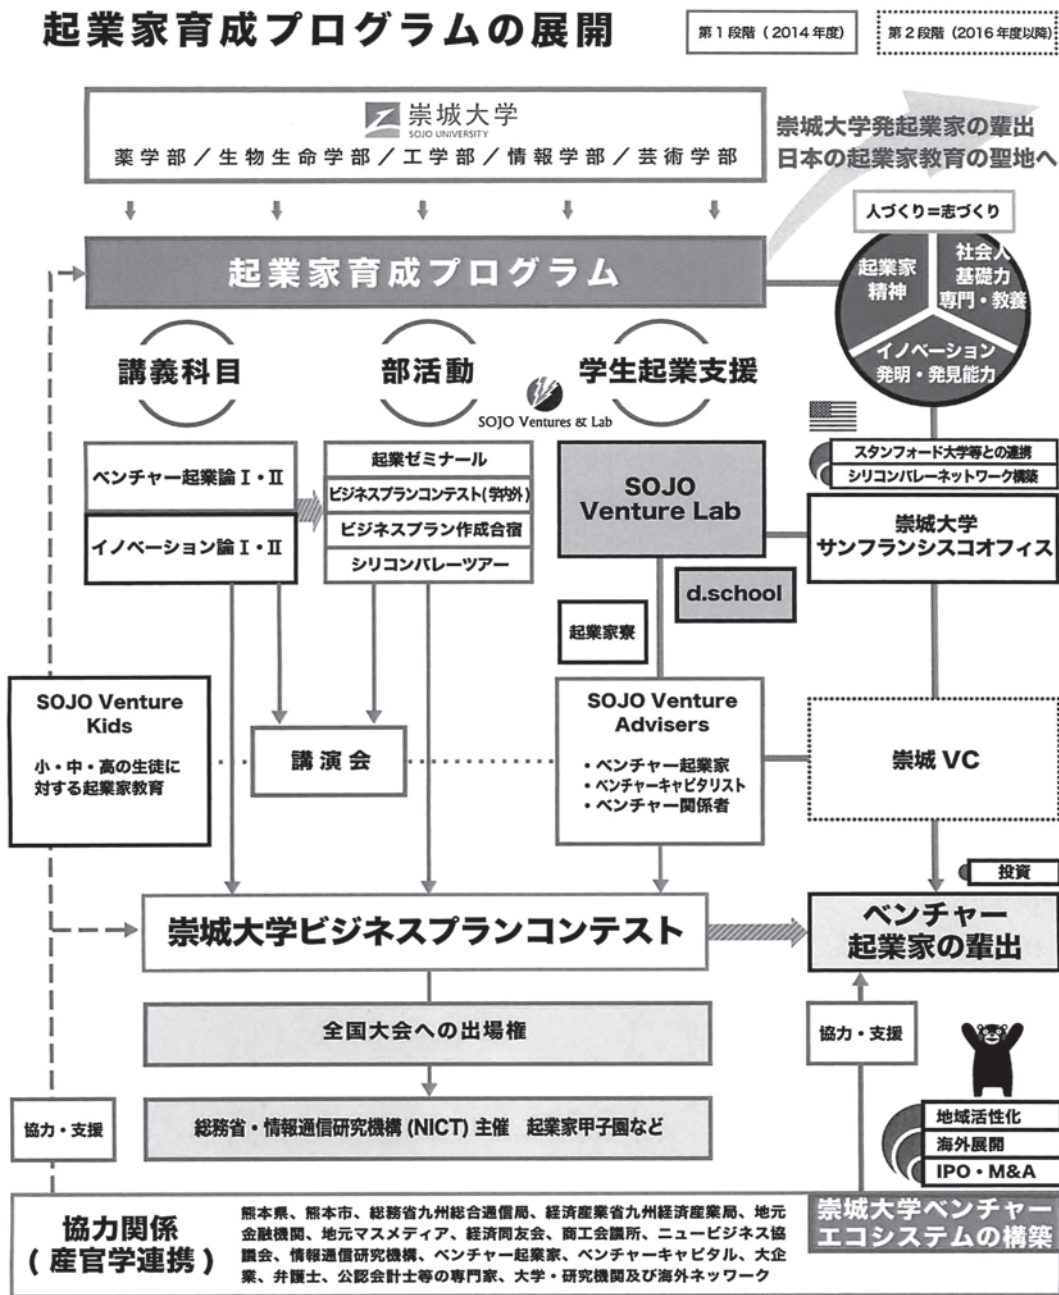 起業家育成プログラムの展開
第1段階（2014年度）
第2段階（2016年度以降）
崇城大学
SOJO UNIVERSITY
薬学部／生物生命学部／工学部／情報学部／芸術学部
崇城大学発起業家の輩出
日本の起業家教育の聖地へ
人づくり＝志づくり
起業家育成プログラム
起業家
精神
社会人
基礎力
専門・教養
イノベーション
発明・発見能力
講義科目
部活動
学生起業支援
SOJO Ventures & Lab
ベンチャー起業論Ⅰ・Ⅱ
イノベーション論Ⅰ・Ⅱ
起業ゼミナール
ビジネスプランコンテスト(学内外)
ビジネスプラン作成合宿
シリコンバレーツアー
SOJO
Venture Lab
d.school
起業家寮
スタンフォード大学等との連携
シリコンバレーネットワーク構築
崇城大学
サンフランシスコオフィス
SOJO Venture
Kids
小・中・高の生徒に
対する起業家教育
講演会
SOJO Venture
Advisers
・ベンチャー起業家
・ベンチャーキャピタリスト
・ベンチャー関係者
崇城 VC
投資
崇城大学ビジネスプランコンテスト
ベンチャー
起業家の輩出
全国大会への出場権
協力・支援
総務省・情報通信研究機構 (NICT) 主催　起業家甲子園など
協力・支援
地域活性化
海外展開
IPO・M&A
協力関係
( 産官学連携 )
熊本県、熊本市、総務省九州総合通信局、経済産業省九州経済産業局、地元
金融機関、地元マスメディア、経済同友会、商工会議所、ニュービジネス協
議会、情報通信研究機構、ベンチャー起業家、ベンチャーキャピタル、大企
業、弁護士、公認会計士等の専門家、大学・研究機関及び海外ネッワーク
崇城大学ベンチャー
エコシステムの構築